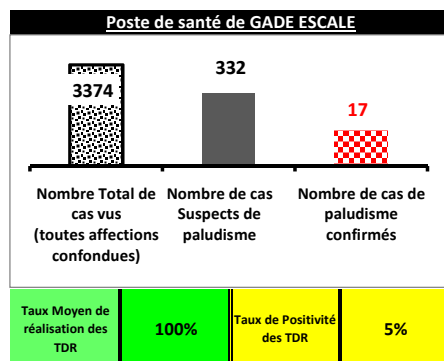 Poste de santé de GADE ESCALE
3374
332
17
Nombre Total de
cas vus
(toutes affections
confondues)
Nombre de cas
Suspects de
paludisme
Nombre de cas de
paludisme
confirmés
Taux Moyen de
réalisation des
TDR
100%
Taux de Positivité
des TDR
5%